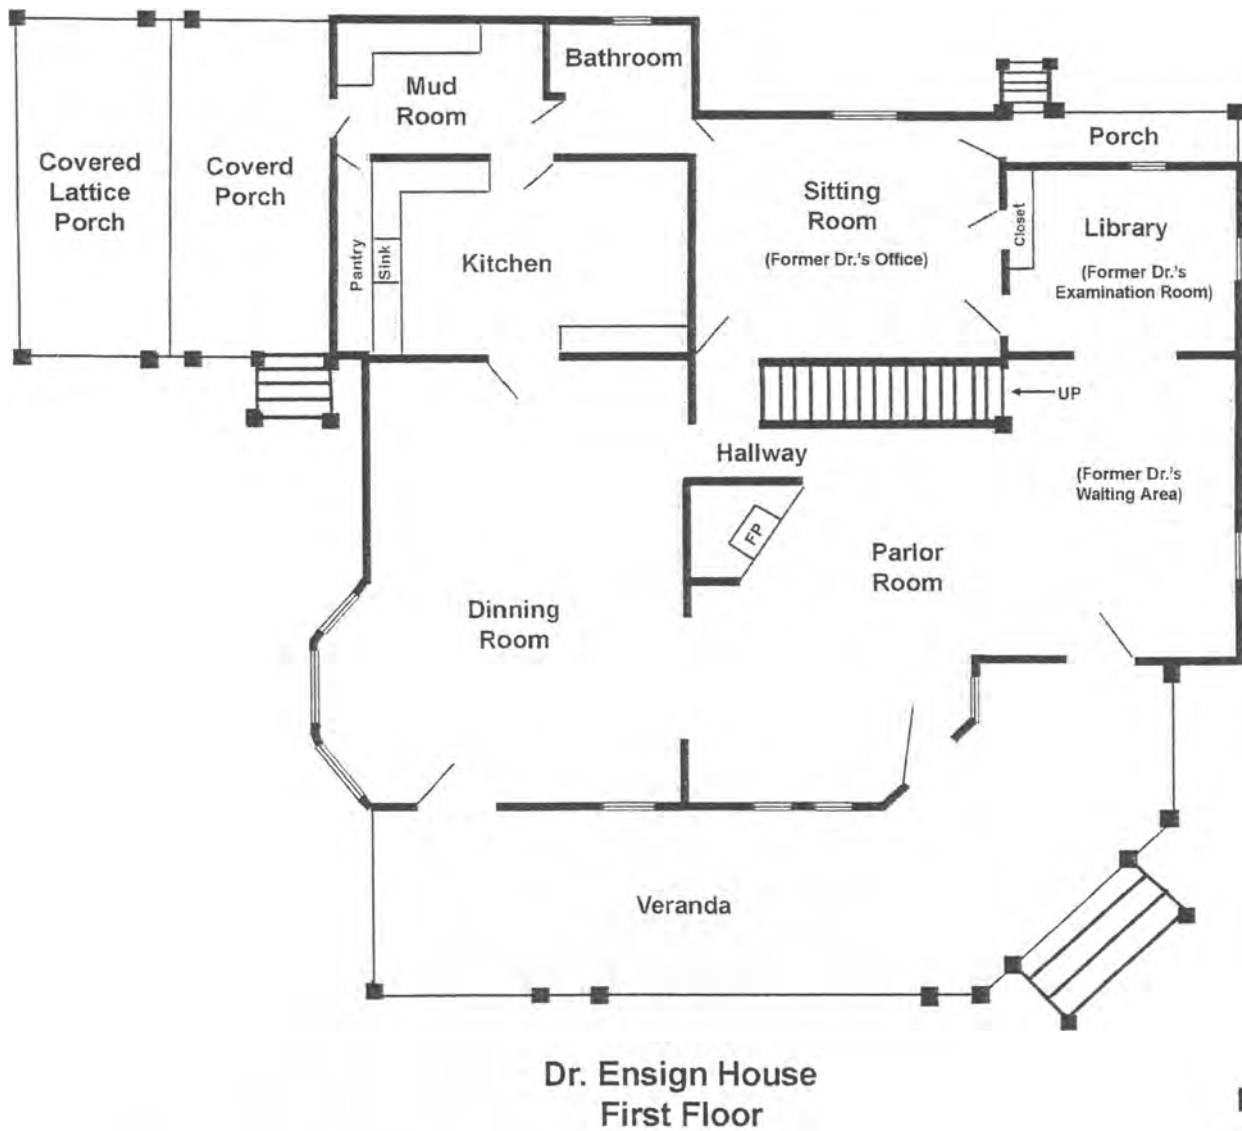 Bathroom
Mud
Room
Porch
Covered
Lattice
Porch
Coverd
Porch
Sitting
Room
(Former Dr.'s Office)
Closet
Library
(Former Dr.'s
Examination Room)
Pantry
Sink
Kitchen
UP
Hallway
(Former Dr.'s
Waiting Area)
FP
Parlor
Room
Dinning
Room
Veranda
Dr. Ensign House
First Floor